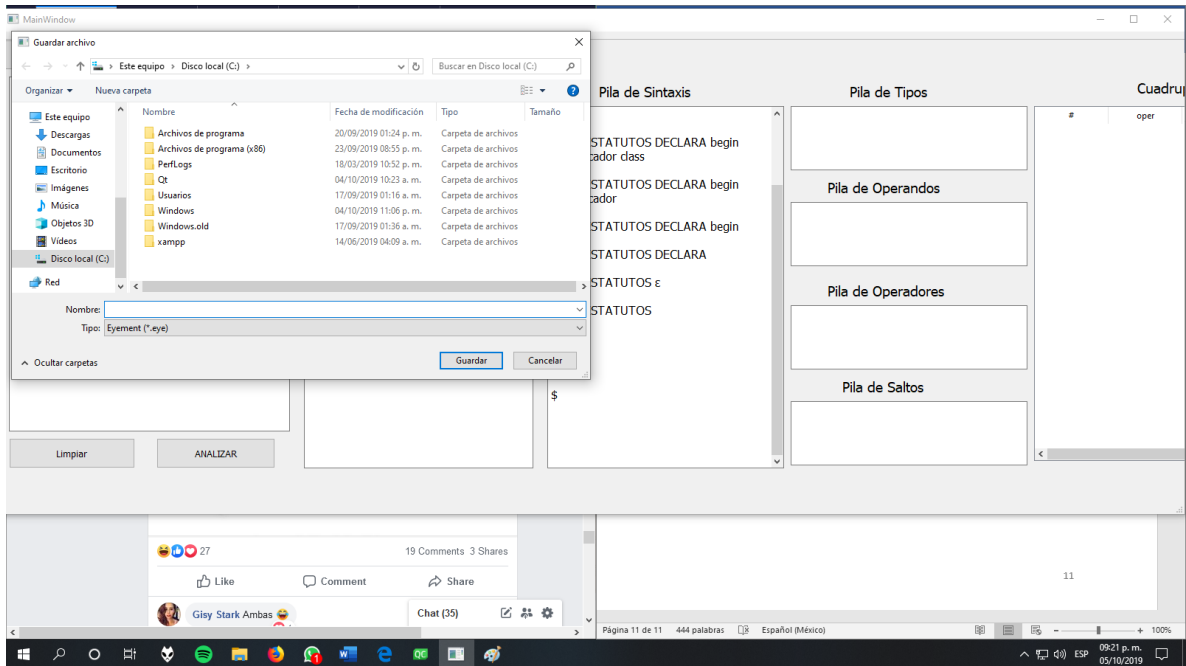 MainWindow
Guardar archivo
Este equipo > Disco local (C:) >
Buscar en Disco local (C:)
Organizar
Nueva carpeta
Este equipo
Descargas
Documentos
Escritorio
Imágenes
Música
Objetos 3D
Vídeos
Disco local (C:)
Red
Nombre Fecha de modificación Tipo Tamaño
Archivos de programa 20/09/2019 01:24 p. m. Carpeta de archivos
Archivos de programa (x86) 23/09/2019 08:55 p. m. Carpeta de archivos
PerfLogs 18/03/2019 10:52 p. m. Carpeta de archivos
Qt 04/10/2019 10:23 a. m. Carpeta de archivos
Usuarios 17/09/2019 01:16 a. m. Carpeta de archivos
Windows 04/10/2019 11:06 p. m. Carpeta de archivos
Windows.old 17/09/2019 01:36 a. m. Carpeta de archivos
xampp 14/06/2019 04:09 a. m. Carpeta de archivos
Nombre:
Tipo: Eyement (*.eye)
Ocultar carpetas
Guardar
Cancelar
Pila de Sintaxis
STATUTOS DECLARA begin
cador class
STATUTOS DECLARA begin
cador
STATUTOS DECLARA begin
STATUTOS DECLARA
STATUTOS ε
STATUTOS
$
Pila de Tipos
Pila de Operandos
Pila de Operadores
Pila de Saltos
Cuadru
# oper
Limpiar
ANALIZAR
27
19 Comments 3 Shares
Like Comment Share
Gisy Stark Ambas
Chat (35)
11
Página 11 de 11 444 palabras Español (México)
100%
ESP
09:21 p. m.
05/10/2019